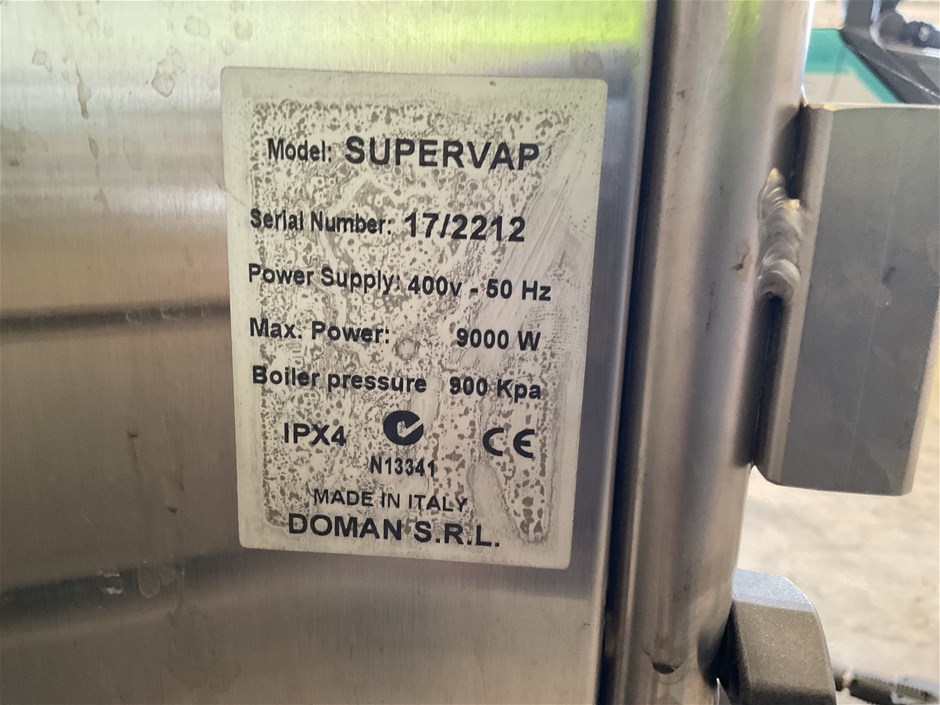 Model: SUPERVAP
Serial Number: 17/2212
Power Supply: 400v - 50 Hz
Max. Power: 9000 W
Boiler pressure 900 Kpa
IPX4 CE
N13341
MADE IN ITALY
DOMAN S.R.L.